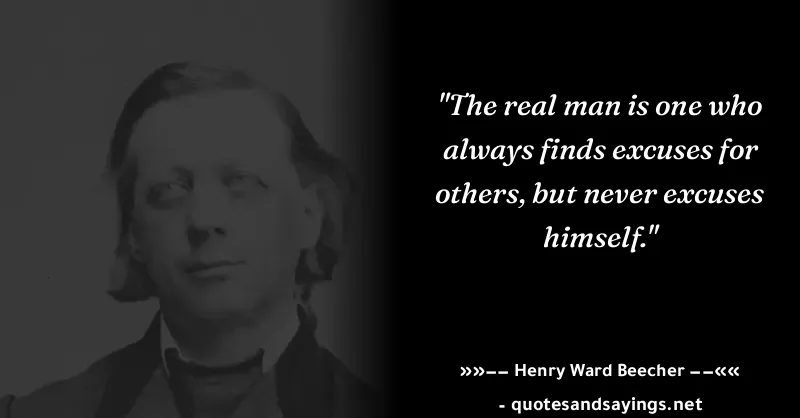 "The real man is one who
always finds excuses for
others, but never excuses
himself."
»»–– Henry Ward Beecher ––««
- quotesandsayings.net